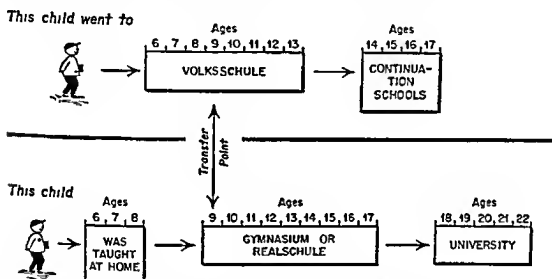 This child went to
Ages
6, 7, 8, 9, 10, 11, 12, 13
VOLKSSCHULE
Ages
14, 15, 16, 17
CONTINUA-
TION
SCHOOLS
Transfer
Point
This child
Ages
6, 7, 8
WAS
TAUGHT
AT HOME
Ages
9, 10, 11, 12, 13, 14, 15, 16, 17
GYMNASIUM OR
REALSCHULE
Ages
18, 19, 20, 21, 22
UNIVERSITY